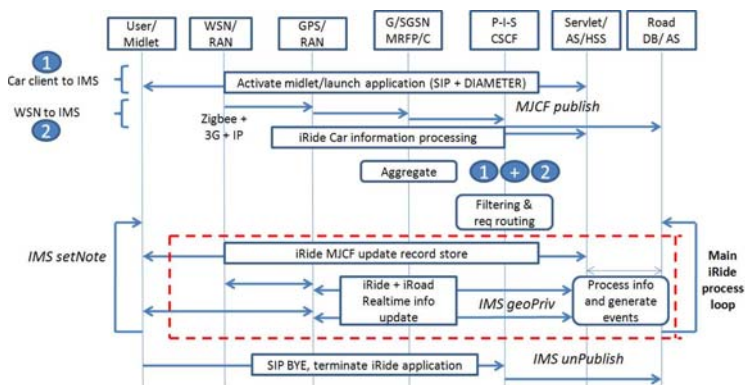 User/
Midlet
WSN/
RAN
GPS/
RAN
G/SGSN
MRFP/C
P-I-S
CSCF
Servlet/
AS/HSS
Road
DB/ AS
1
Car client to IMS
Activate midlet/launch application (SIP + DIAMETER)
WSN to IMS
2
MJCF publish
Zigbee +
3G + IP
iRide Car information processing
Aggregate
1 + 2
Filtering &
req routing
IMS setNote
iRide MJCF update record store
Main
iRide
process
loop
iRide + iRoad
Realtime info
update
IMS geoPriv
Process info
and generate
events
SIP BYE, terminate iRide application
IMS unPublish